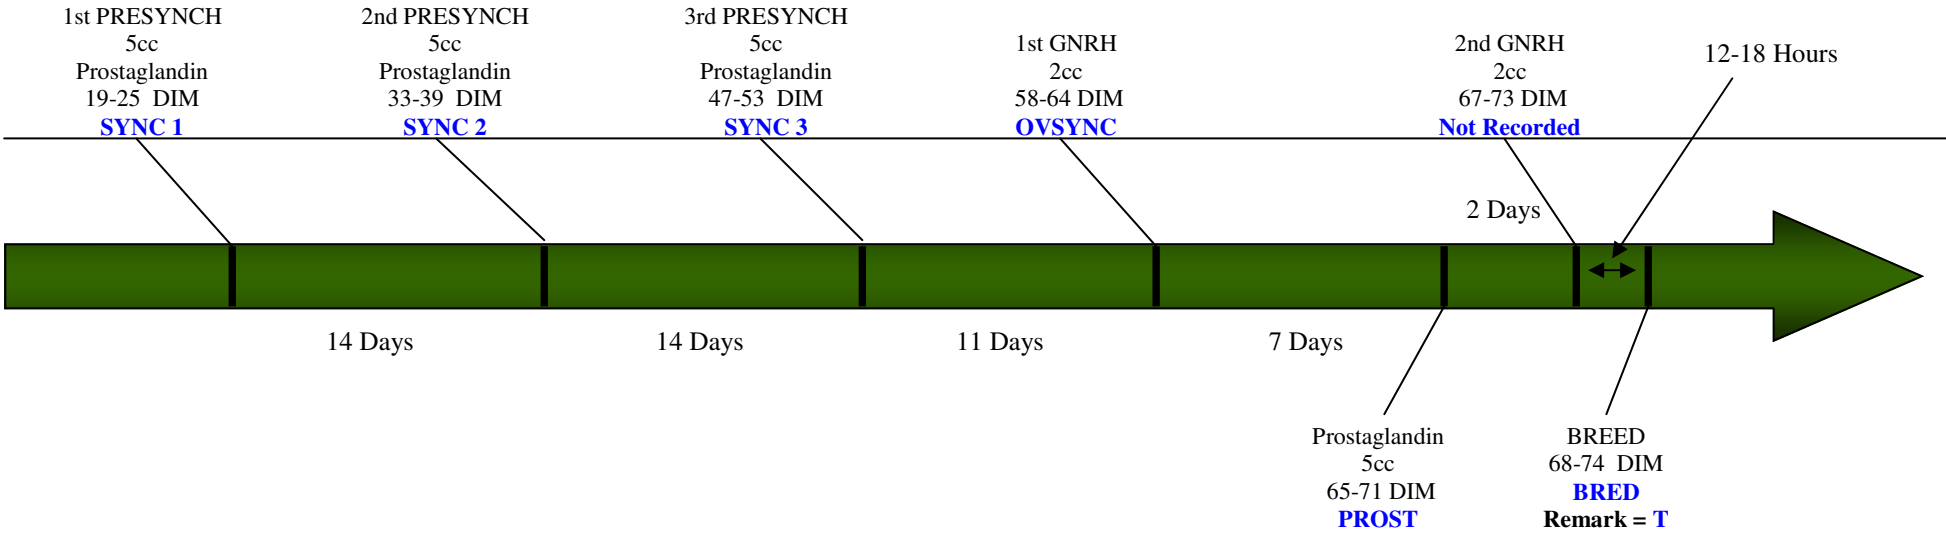 1st PRESYNCH
5cc
Prostaglandin
19-25 DIM
SYNC 1
2nd PRESYNCH
5cc
Prostaglandin
33-39 DIM
SYNC 2
3rd PRESYNCH
5cc
Prostaglandin
47-53 DIM
SYNC 3
1st GNRH
2cc
58-64 DIM
OVSYNC
2nd GNRH
2cc
67-73 DIM
Not Recorded
12-18 Hours
2 Days
14 Days
14 Days
11 Days
7 Days
Prostaglandin
5cc
65-71 DIM
PROST
BREED
68-74 DIM
BRED
Remark = T